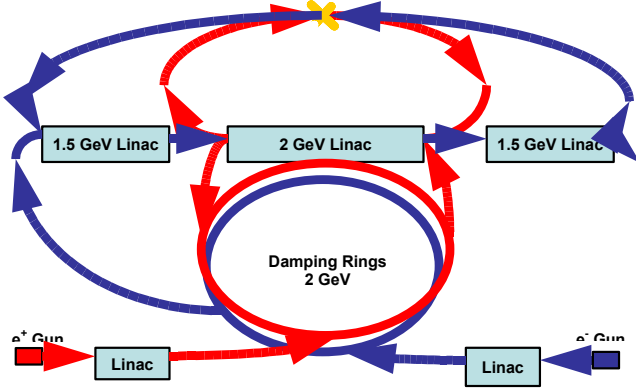 1.5 GeV Linac
2 GeV Linac
1.5 GeV Linac
Damping Rings
2 GeV
e+ Gun
e- Gun
Linac
Linac